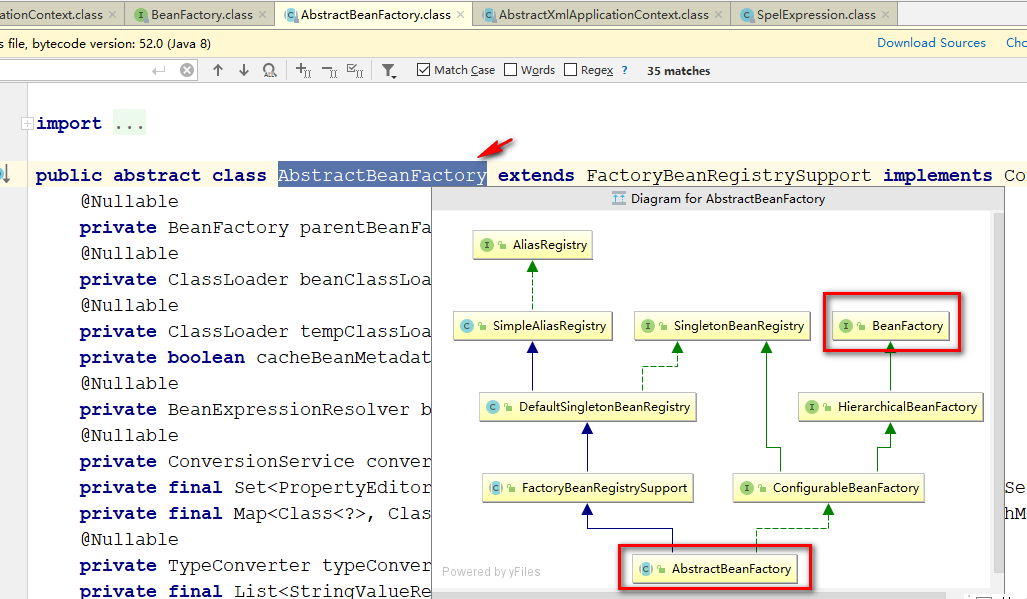 ationContext.class × BeanFactory.class × AbstractBeanFactory.class × AbstractXmlApplicationContext.class × SpelExpression.class ×
s file, bytecode version: 52.0 (Java 8) Download Sources Cho
Match Case Words Regex ? 35 matches
import ...
public abstract class AbstractBeanFactory extends FactoryBeanRegistrySupport implements Co
@Nullable
private BeanFactory parentBeanFa
@Nullable
private ClassLoader beanClassLoa
@Nullable
private ClassLoader tempClassLoa
private boolean cacheBeanMetadat
@Nullable
private BeanExpressionResolver b
@Nullable
private ConversionService conver
private final Set<PropertyEditor Se
private final Map<Class<?>, Clas hM
@Nullable
private TypeConverter typeConver
private final List<StringValueRe
Diagram for AbstractBeanFactory
AliasRegistry
SimpleAliasRegistry SingletonBeanRegistry BeanFactory
DefaultSingletonBeanRegistry HierarchicalBeanFactory
FactoryBeanRegistrySupport ConfigurableBeanFactory
AbstractBeanFactory
Powered by yFiles